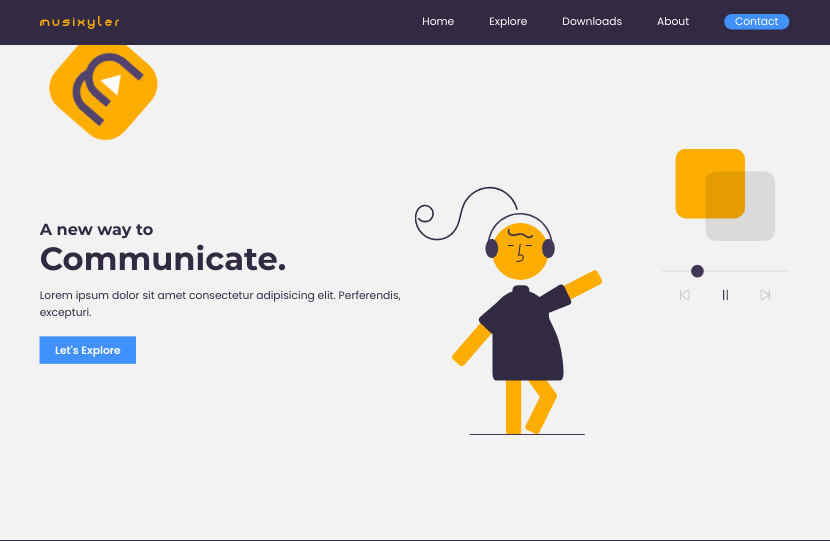 musixyler
Home Explore Downloads About Contact
A new way to
Communicate.
Lorem ipsum dolor sit amet consectetur adipisicing elit. Perferendis,
excepturi.
Let's Explore